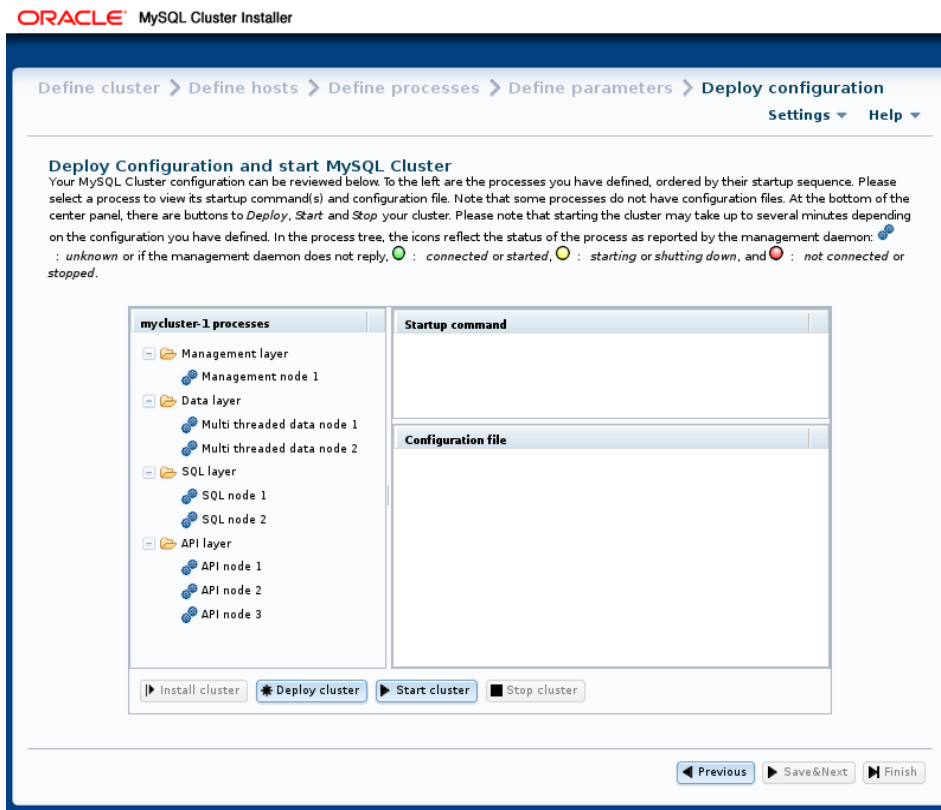 ORACLE MySQL Cluster Installer
Define cluster > Define hosts > Define processes > Define parameters > Deploy configuration
Settings Help
Deploy Configuration and start MySQL Cluster
Your MySQL Cluster configuration can be reviewed below. To the left are the processes you have defined, ordered by their startup sequence. Please
select a process to view its startup command(s) and configuration file. Note that some processes do not have configuration files. At the bottom of the
center panel, there are buttons to Deploy, Start and Stop your cluster. Please note that starting the cluster may take up to several minutes depending
on the configuration you have defined. In the process tree, the icons reflect the status of the process as reported by the management daemon:
: unknown or if the management daemon does not reply, : connected or started, : starting or shutting down, and : not connected or
stopped.
mycluster-1 processes
Management layer
Management node 1
Data layer
Multi threaded data node 1
Multi threaded data node 2
SQL layer
SQL node 1
SQL node 2
API layer
API node 1
API node 2
API node 3
Startup command
Configuration file
Install cluster Deploy cluster Start cluster Stop cluster
Previous Save&Next Finish